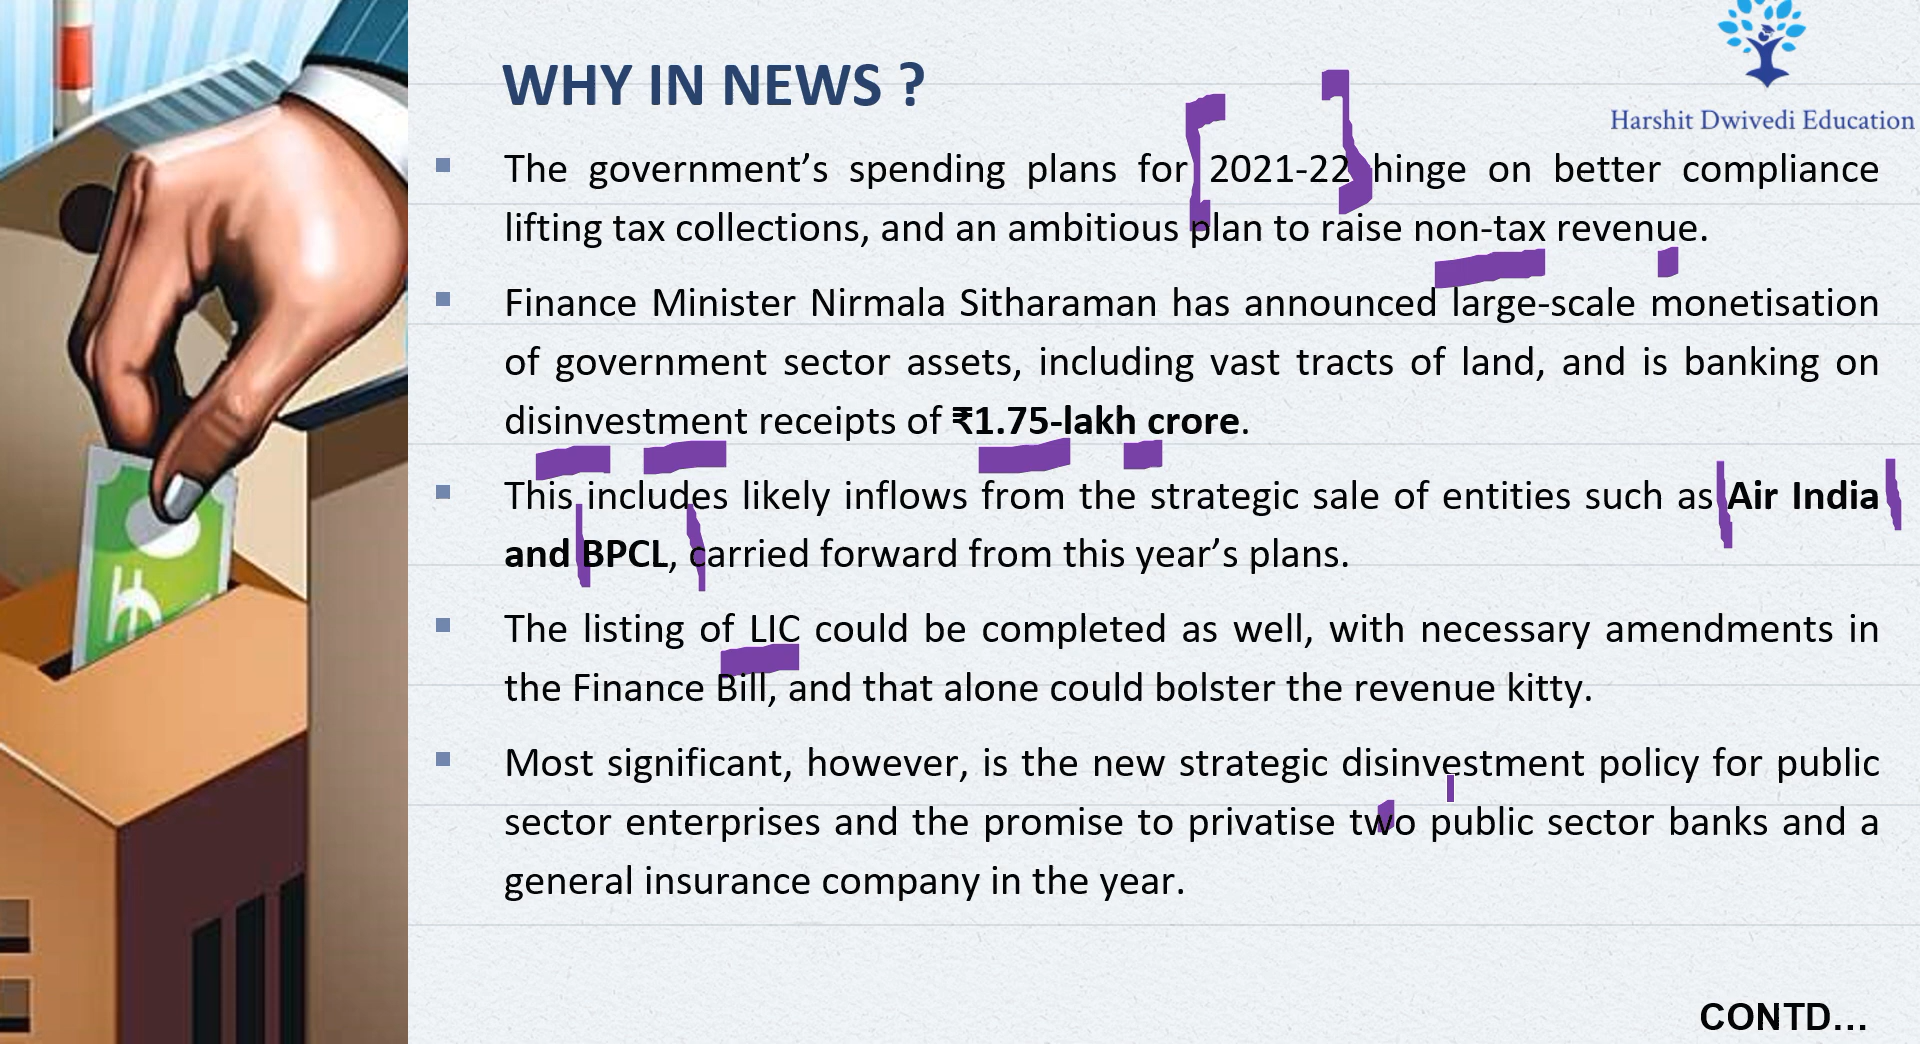 WHY IN NEWS ?
Harshit Dwivedi Education
The government’s spending plans for 2021-22 hinge on better compliance
lifting tax collections, and an ambitious plan to raise non-tax revenue.
Finance Minister Nirmala Sitharaman has announced large-scale monetisation
of government sector assets, including vast tracts of land, and is banking on
disinvestment receipts of ₹1.75-lakh crore.
This includes likely inflows from the strategic sale of entities such as Air India
and BPCL, carried forward from this year’s plans.
The listing of LIC could be completed as well, with necessary amendments in
the Finance Bill, and that alone could bolster the revenue kitty.
Most significant, however, is the new strategic disinvestment policy for public
sector enterprises and the promise to privatise two public sector banks and a
general insurance company in the year.
CONTD...